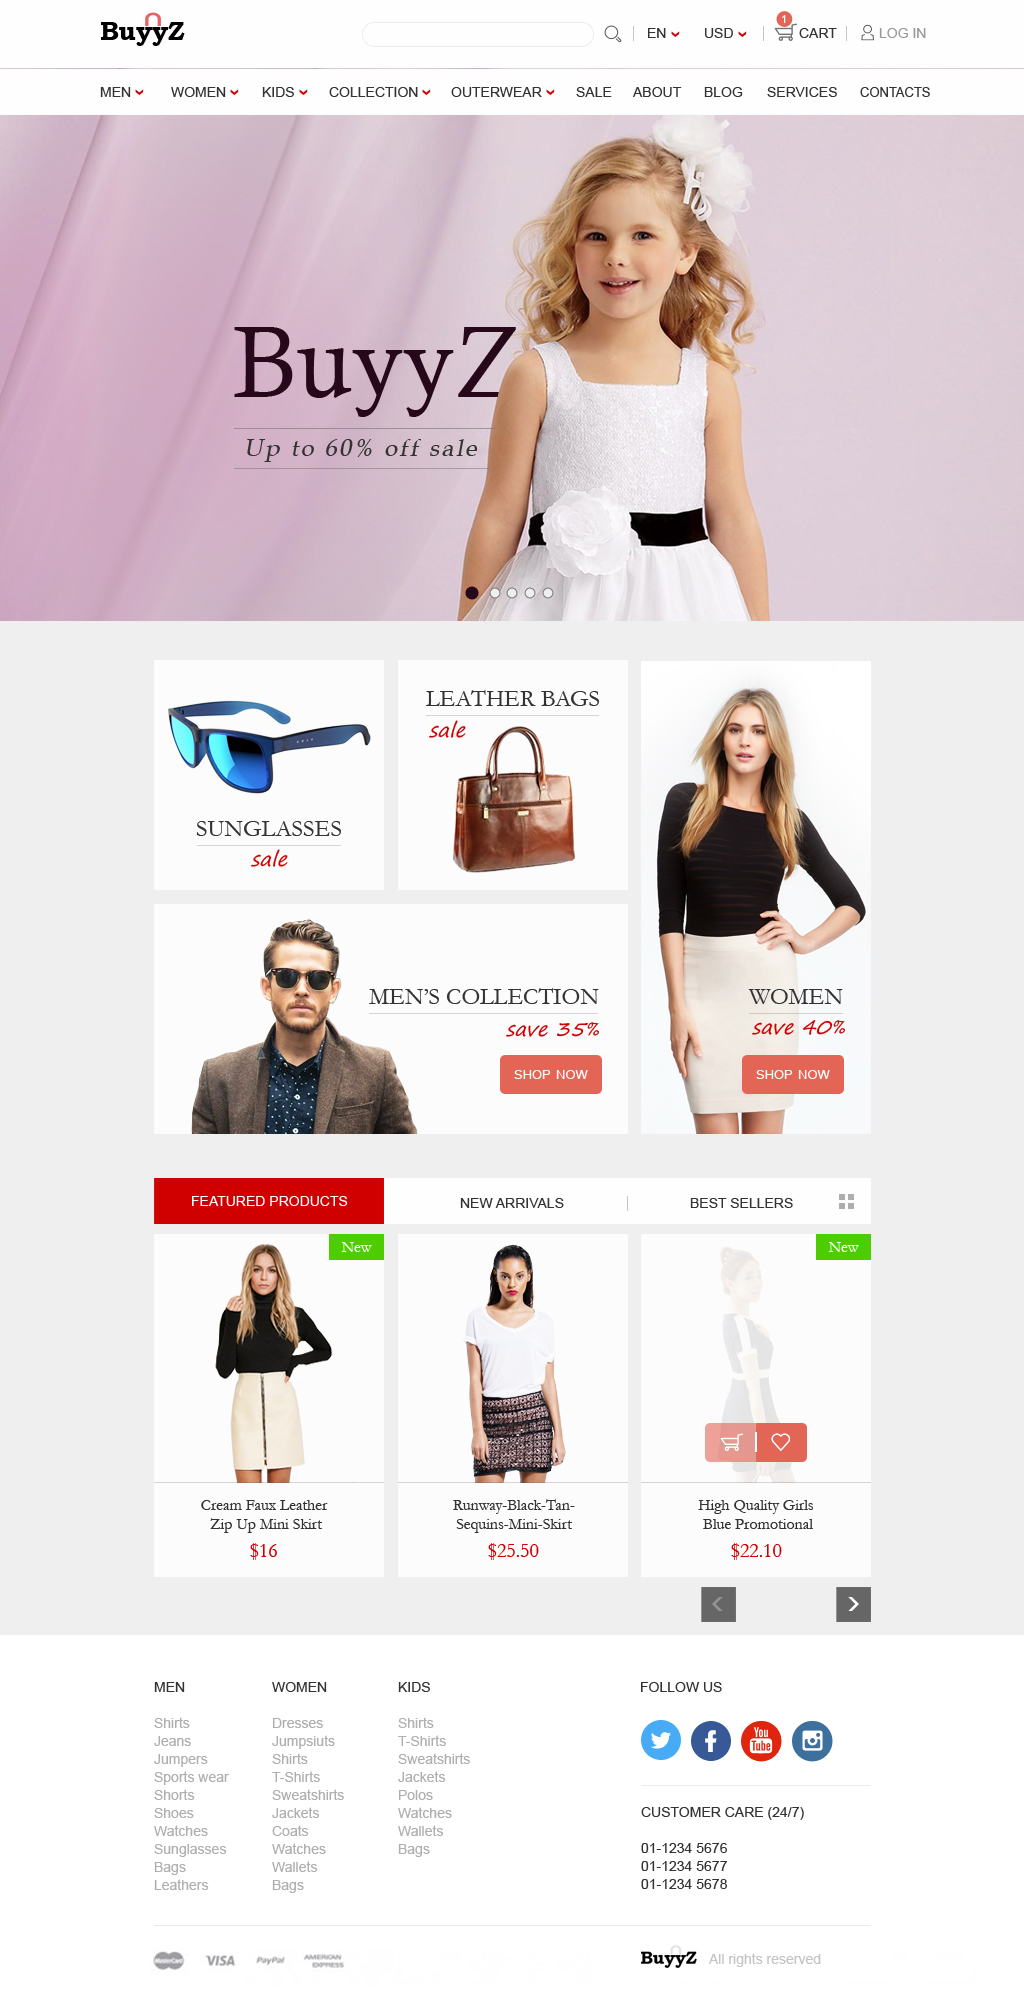 BuyyZ
EN
USD
1
CART
LOG IN
MEN
WOMEN
KIDS
COLLECTION
OUTERWEAR
SALE
ABOUT
BLOG
SERVICES
CONTACTS
BuyyZ
Up to 60% off sale
SUNGLASSES
sale
LEATHER BAGS
sale
MEN'S COLLECTION
save 35%
SHOP NOW
WOMEN
save 40%
SHOP NOW
FEATURED PRODUCTS
NEW ARRIVALS
BEST SELLERS
New
Cream Faux Leather
Zip Up Mini Skirt
$16
Runway-Black-Tan-
Sequins-Mini-Skirt
$25.50
New
High Quality Girls
Blue Promotional
$22.10
MEN
Shirts
Jeans
Jumpers
Sports wear
Shorts
Shoes
Watches
Sunglasses
Bags
Leathers
WOMEN
Dresses
Jumpsiuts
Shirts
T-Shirts
Sweatshirts
Jackets
Coats
Watches
Wallets
Bags
KIDS
Shirts
T-Shirts
Sweatshirts
Jackets
Polos
Watches
Wallets
Bags
FOLLOW US
You
Tube
CUSTOMER CARE (24/7)
01-1234 5676
01-1234 5677
01-1234 5678
MasterCard
VISA
PayPal
AMERICAN
EXPRESS
BuyyZ
All rights reserved